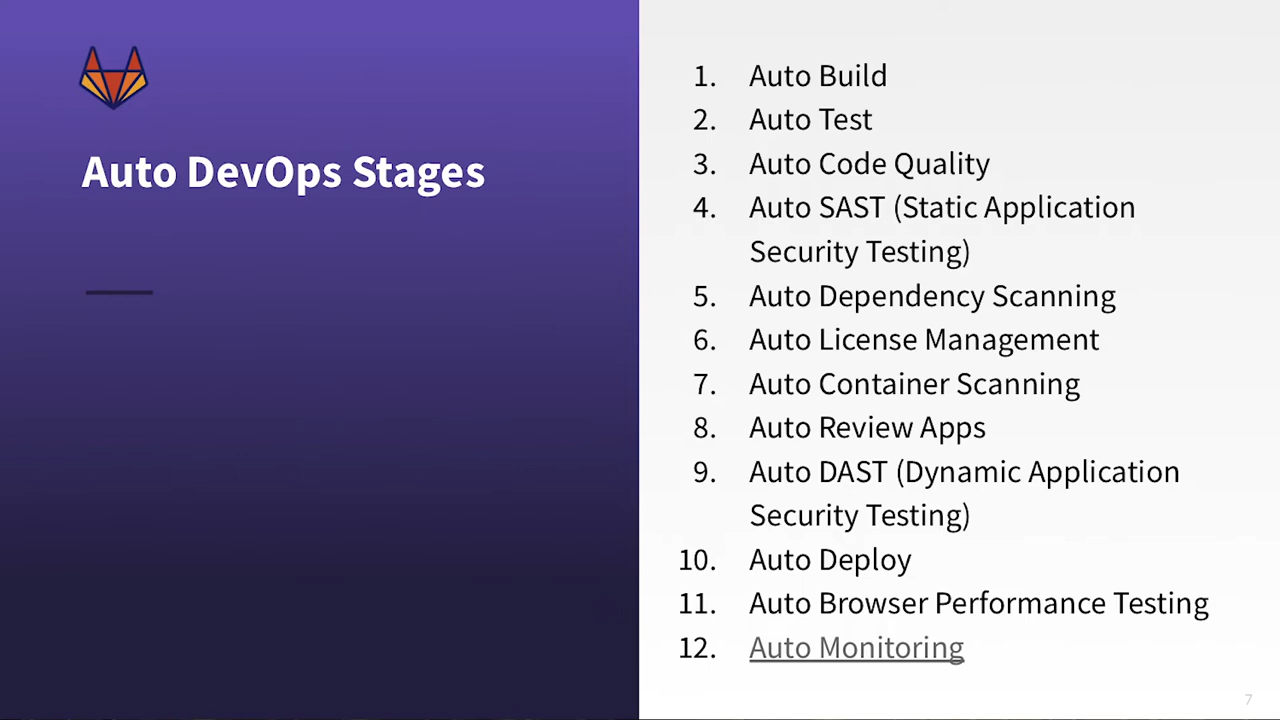 Auto DevOps Stages
1. Auto Build
2. Auto Test
3. Auto Code Quality
4. Auto SAST (Static Application
Security Testing)
5. Auto Dependency Scanning
6. Auto License Management
7. Auto Container Scanning
8. Auto Review Apps
9. Auto DAST (Dynamic Application
Security Testing)
10. Auto Deploy
11. Auto Browser Performance Testing
12. Auto Monitoring
7